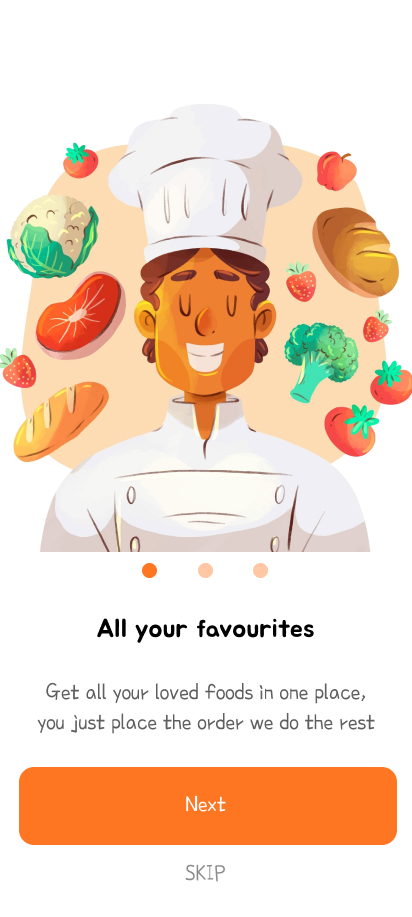 All your favourites
Get all your loved foods in one place,
you just place the order we do the rest
Next
SKIP